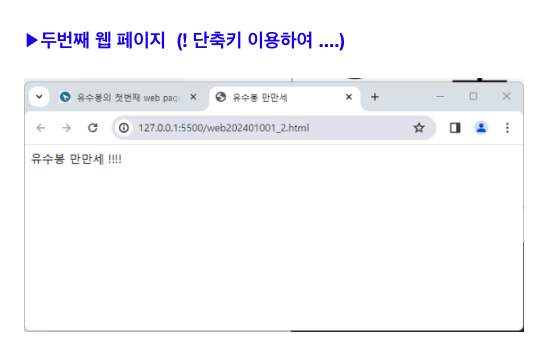 ▶두번째 웹 페이지 (! 단축키 이용하여 ....)
유수봉의 첫번째 web pag
유수봉 만만세
127.0.0.1:5500/web202401001_2.html
유수봉 만만세 !!!!